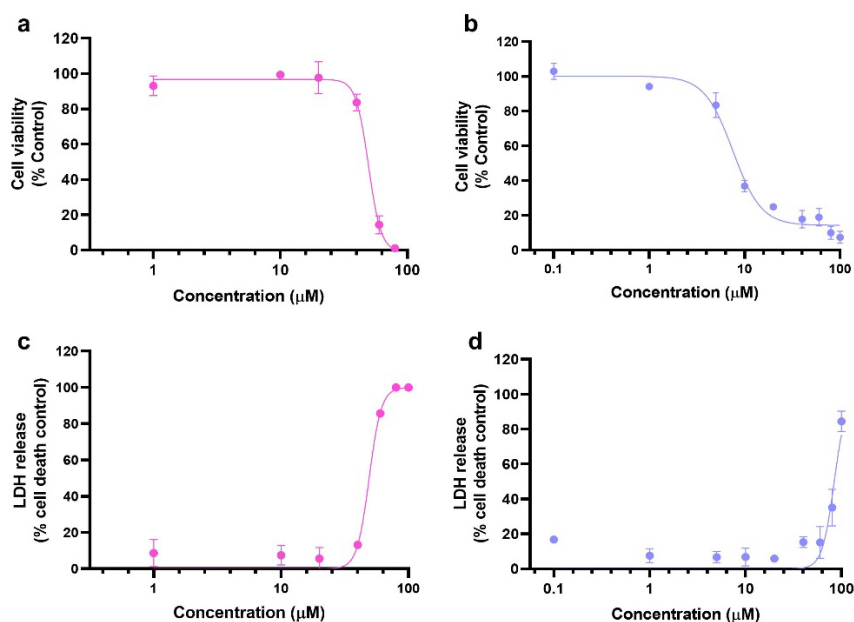 a
Cell viability
(% Control)
120
100
80
60
40
20
0
1
10
100
Concentration (μM)
b
Cell viability
(% Control)
120
100
80
60
40
20
0
0.1
1
10
100
Concentration (μM)
c
LDH release
(% cell death control)
120
100
80
60
40
20
0
1
10
100
Concentration (μM)
d
LDH release
(% cell death control)
120
100
80
60
40
20
0
0.1
1
10
100
Concentration (μM)